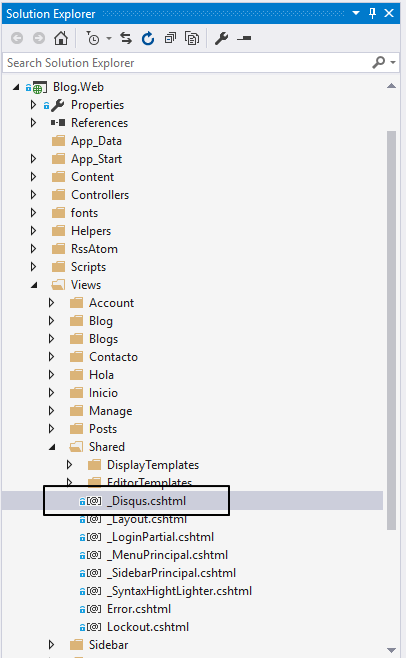 Solution Explorer
Search Solution Explorer
Blog.Web
Properties
References
App_Data
App_Start
Content
Controllers
fonts
Helpers
RssAtom
Scripts
Views
Account
Blog
Blogs
Contacto
Hola
Inicio
Manage
Posts
Shared
DisplayTemplates
EditorTemplates
_Disqus.cshtml
_Layout.cshtml
_LoginPartial.cshtml
_MenuPrincipal.cshtml
_SidebarPrincipal.cshtml
_SyntaxHightLighter.cshtml
Error.cshtml
Lockout.cshtml
Sidebar